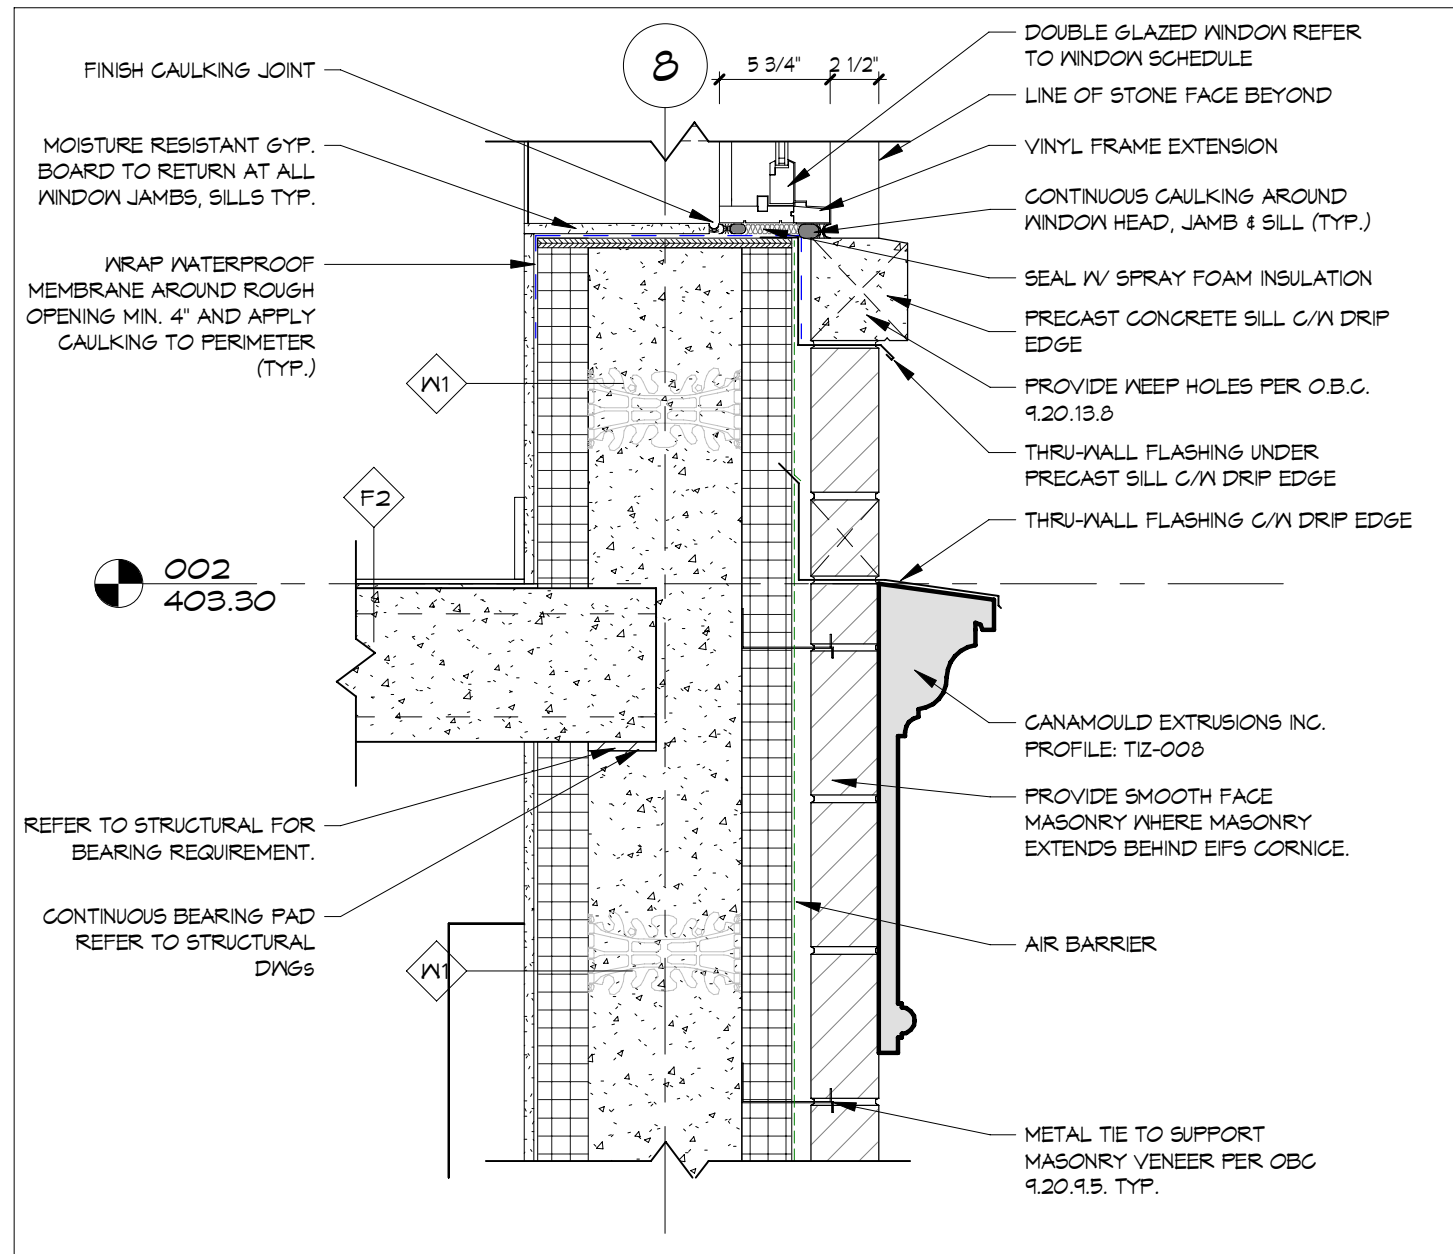 FINISH CAULKING JOINT
MOISTURE RESISTANT GYP.
BOARD TO RETURN AT ALL
WINDOW JAMBS, SILLS TYP.
WRAP WATERPROOF
MEMBRANE AROUND ROUGH
OPENING MIN. 4" AND APPLY
CAULKING TO PERIMETER
(TYP.)
W1
F2
002
403.30
REFER TO STRUCTURAL FOR
BEARING REQUIREMENT.
CONTINUOUS BEARING PAD
REFER TO STRUCTURAL
DWGs
W1
8
5 3/4"
2 1/2"
DOUBLE GLAZED WINDOW REFER
TO WINDOW SCHEDULE
LINE OF STONE FACE BEYOND
VINYL FRAME EXTENSION
CONTINUOUS CAULKING AROUND
WINDOW HEAD, JAMB & SILL (TYP.)
SEAL W/ SPRAY FOAM INSULATION
PRECAST CONCRETE SILL C/W DRIP
EDGE
PROVIDE WEEP HOLES PER O.B.C.
9.20.13.8
THRU-WALL FLASHING UNDER
PRECAST SILL C/W DRIP EDGE
THRU-WALL FLASHING C/W DRIP EDGE
CANAMOULD EXTRUSIONS INC.
PROFILE: TIZ-008
PROVIDE SMOOTH FACE
MASONRY WHERE MASONRY
EXTENDS BEHIND EIFS CORNICE.
AIR BARRIER
METAL TIE TO SUPPORT
MASONRY VENEER PER OBC
9.20.9.5. TYP.